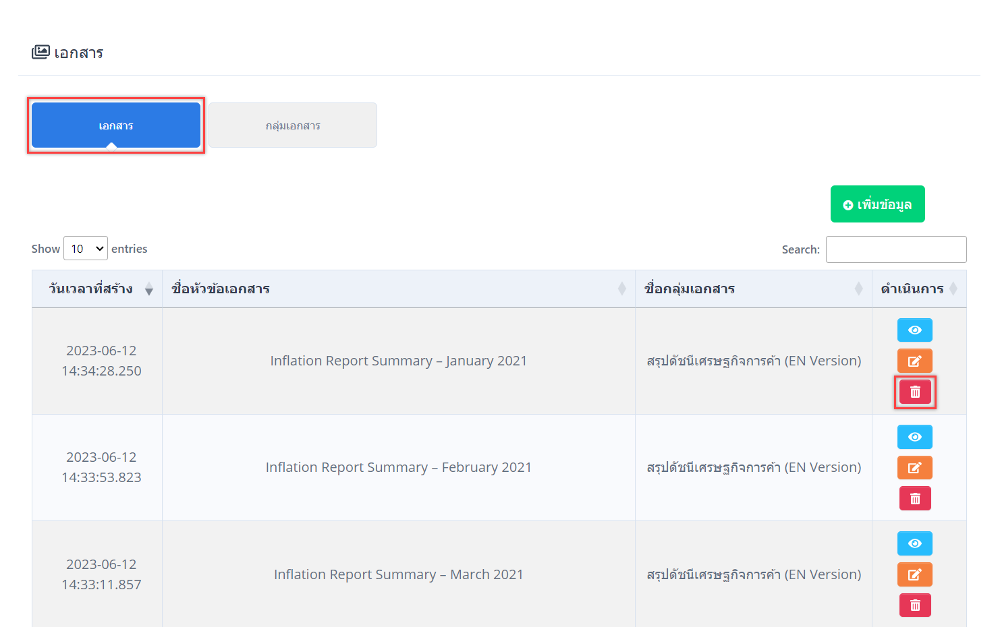 เอกสาร
เอกสาร
กลุ่มเอกสาร
เพิ่มข้อมูล
Show 10 entries
Search:
วันเวลาที่สร้าง ชื่อหัวข้อเอกสาร ชื่อกลุ่มเอกสาร ดำเนินการ
2023-06-12
14:34:28.250
Inflation Report Summary – January 2021
สรุปดัชนีเศรษฐกิจการค้า (EN Version)
2023-06-12
14:33:53.823
Inflation Report Summary – February 2021
สรุปดัชนีเศรษฐกิจการค้า (EN Version)
2023-06-12
14:33:11.857
Inflation Report Summary – March 2021
สรุปดัชนีเศรษฐกิจการค้า (EN Version)